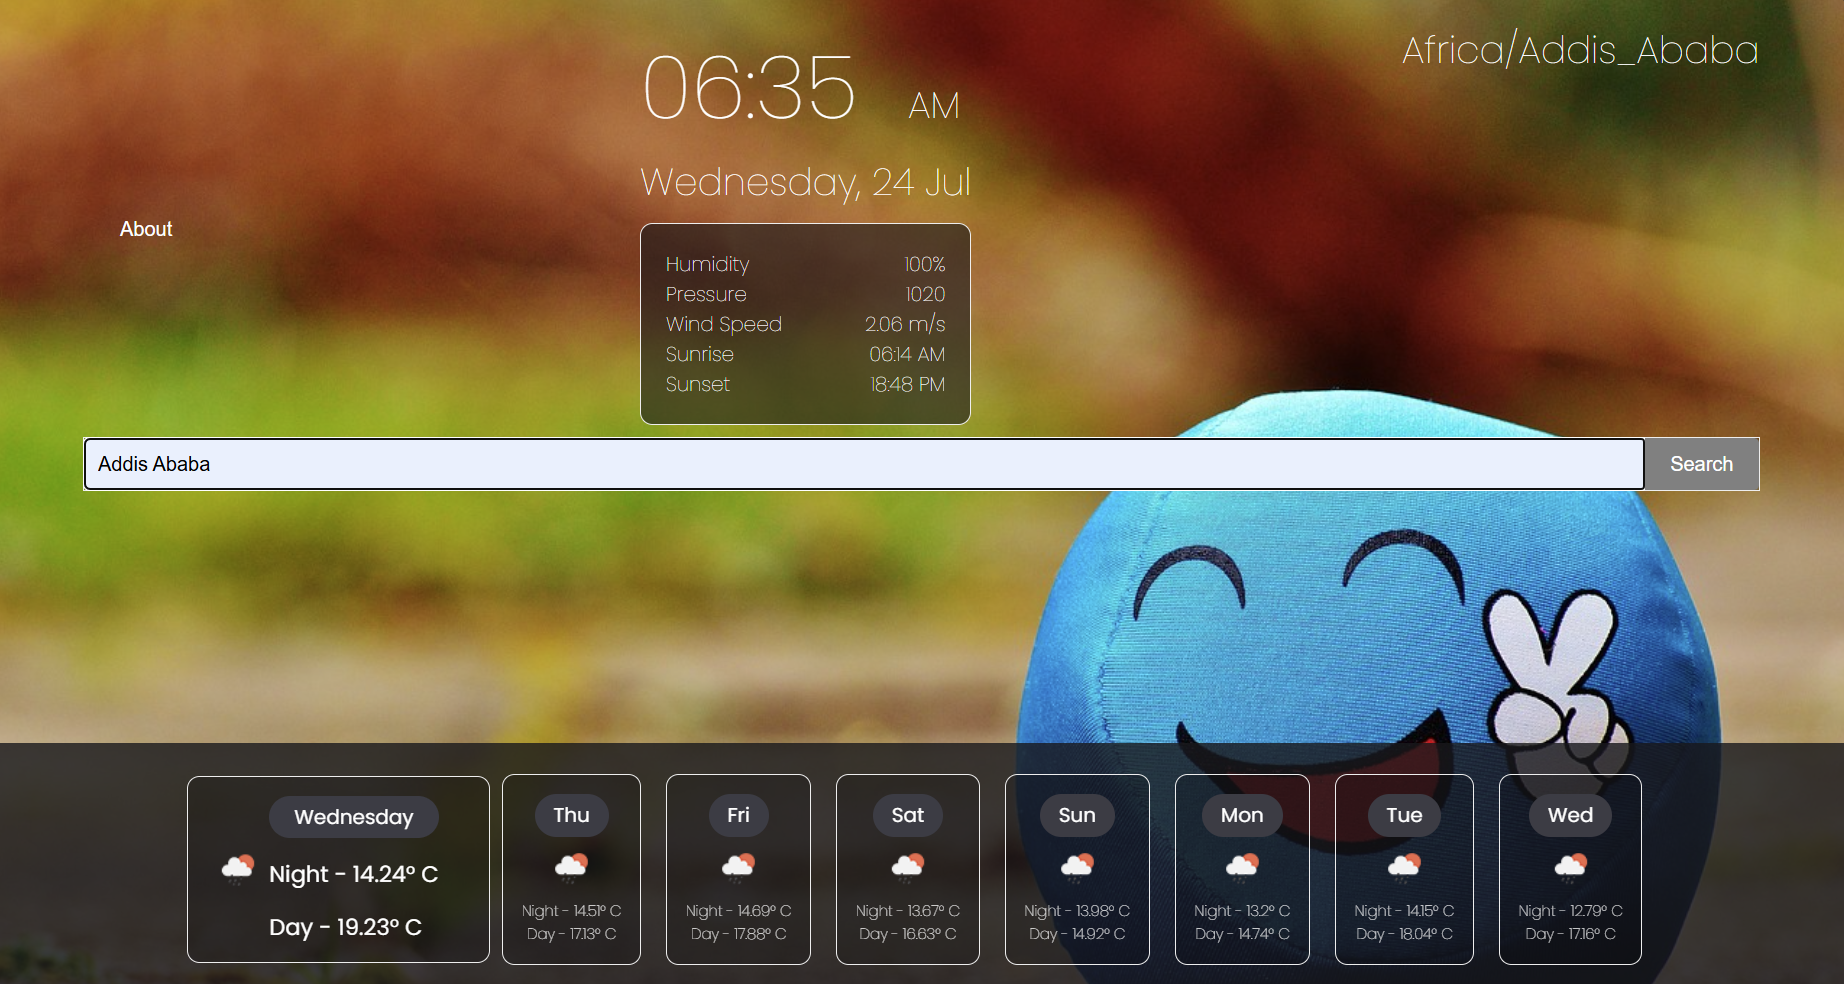 Africa/Addis_Ababa
06:35 AM
Wednesday, 24 Jul
About
Humidity 100%
Pressure 1020
Wind Speed 2.06 m/s
Sunrise 06:14 AM
Sunset 18:48 PM
Addis Ababa
Search
Wednesday
Night - 14.24° C
Day - 19.23° C
Thu
Night - 14.51° C
Day - 17.13° C
Fri
Night - 14.69° C
Day - 17.88° C
Sat
Night - 13.67° C
Day - 16.63° C
Sun
Night - 13.98° C
Day - 14.92° C
Mon
Night - 13.2° C
Day - 14.74° C
Tue
Night - 14.15° C
Day - 18.04° C
Wed
Night - 12.79° C
Day - 17.16° C